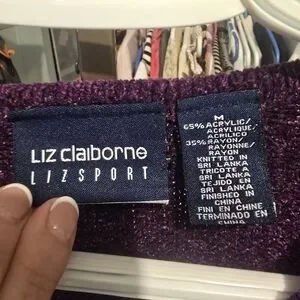 Liz claiborne
LIZSPORT
M
65% ACRYLIC/
ACRYLIQUE/
ACRILICO
35% RAYON/
RAYONNE/
RAYON
KNITTED IN
SRI LANKA
TRICOTE A
SRI LANKA
TEJIDO EN
SRI LANKA
FINISHED IN
CHINA
FINI EN CHINE
TERMINADO EN
CHINA